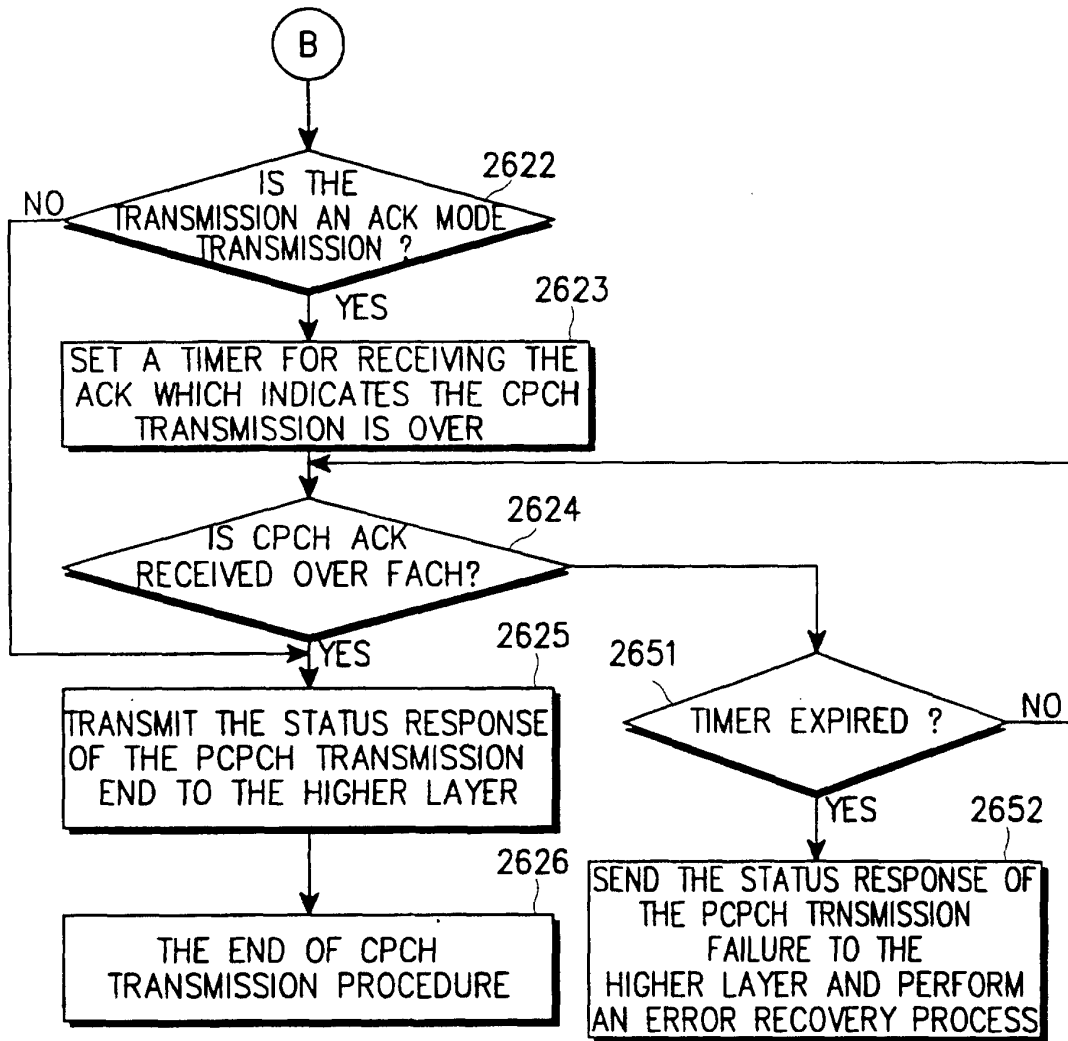 B
2622
IS THE
TRANSMISSION AN ACK MODE
TRANSMISSION ?
NO
YES
2623
SET A TIMER FOR RECEIVING THE
ACK WHICH INDICATES THE CPCH
TRANSMISSION IS OVER
2624
IS CPCH ACK
RECEIVED OVER FACH?
YES
2625
TRANSMIT THE STATUS RESPONSE
OF THE PCPCH TRANSMISSION
END TO THE HIGHER LAYER
2626
THE END OF CPCH
TRANSMISSION PROCEDURE
2651
TIMER EXPIRED ?
NO
YES
2652
SEND THE STATUS RESPONSE OF
THE PCPCH TRNSMISSION
FAILURE TO THE
HIGHER LAYER AND PERFORM
AN ERROR RECOVERY PROCESS